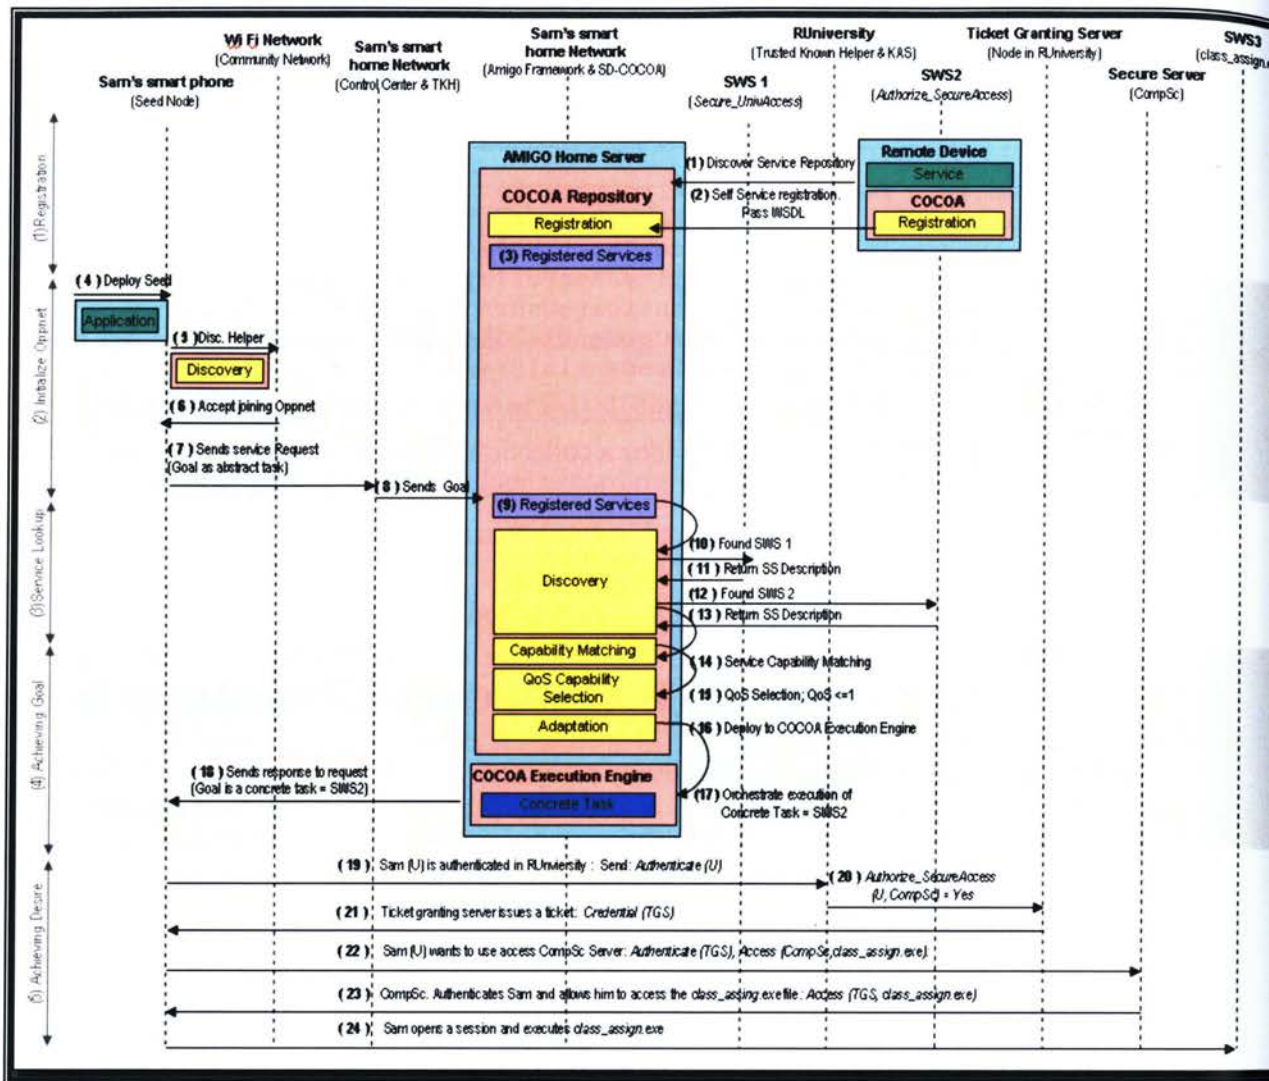 Wi Fi Network
(Community Network)
Sam's smart phone
(Seed Node)
Sam's smart
home Network
(Control Center & TKH)
Sam's smart
home Network
(Amigo Framework & SD-COCOA)
SWS 1
(Secure_UnivAccess)
RUniversity
(Trusted Known Helper & KAS)
SWS2
(Authorize_SecureAccess)
Ticket Granting Server
(Node in RUniversity)
Secure Server
(CompSc)
SWS3
(class_assign.
(1) Registration
(2) Initialize Oppnet
(3) Service Lookup
(4) Achieving Goal
(5) Achieving Desire
AMIGO Home Server
COCOA Repository
Registration
(3) Registered Services
(1) Discover Service Repository
(2) Self Service registration.
Pass WSDL
Remote Device
Service
COCOA
Registration
(4) Deploy Seed
Application
(5) Disc. Helper
Discovery
(6) Accept joining Oppnet
(7) Sends service Request
(Goal as abstract task)
(8) Sends Goal
(9) Registered Services
Discovery
(10) Found SWS 1
(11) Return SS Description
(12) Found SWS 2
(13) Return SS Description
Capability Matching
(14) Service Capability Matching
QoS Capability
Selection
(15) QoS Selection; QoS <=1
Adaptation
(16) Deploy to COCOA Execution Engine
COCOA Execution Engine
Concrete Task
(17) Orchestrate execution of
Concrete Task = SWS2
(18) Sends response to request
(Goal is a concrete task = SWS2)
(19) Sam (U) is authenticated in RUnviersity : Send: Authenticate (U)
(20) Authorize_SecureAccess
(U, CompSc) = Yes
(21) Ticket granting server issues a ticket: Credential (TGS)
(22) Sam (U) wants to use access CompSc Server: Authenticate (TGS), Access (CompSc,class_assign.exe).
(23) CompSc. Authenticates Sam and allows him to access the class_assing.exe file: Access (TGS, class_assign.exe)
(24) Sam opens a session and executes class_assign.exe